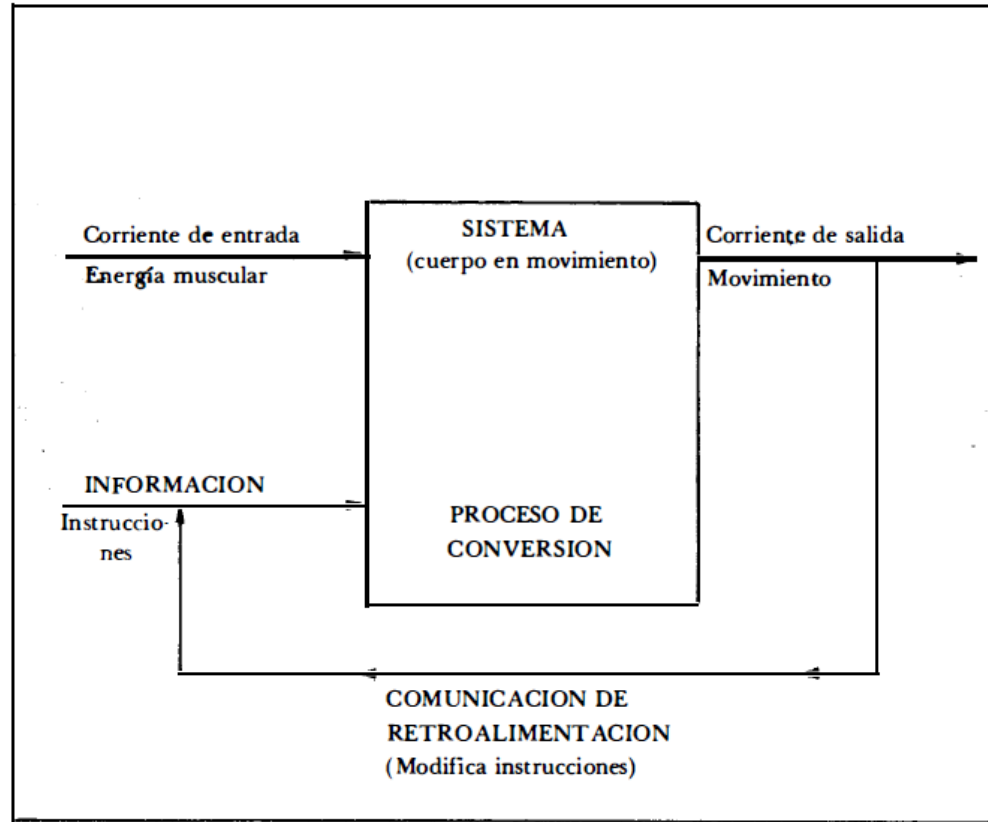 Corriente de entrada
Energía muscular
SISTEMA
(cuerpo en movimiento)
Corriente de salida
Movimiento
INFORMACION
Instruccio-
nes
PROCESO DE
CONVERSION
COMUNICACION DE
RETROALIMENTACION
(Modifica instrucciones)